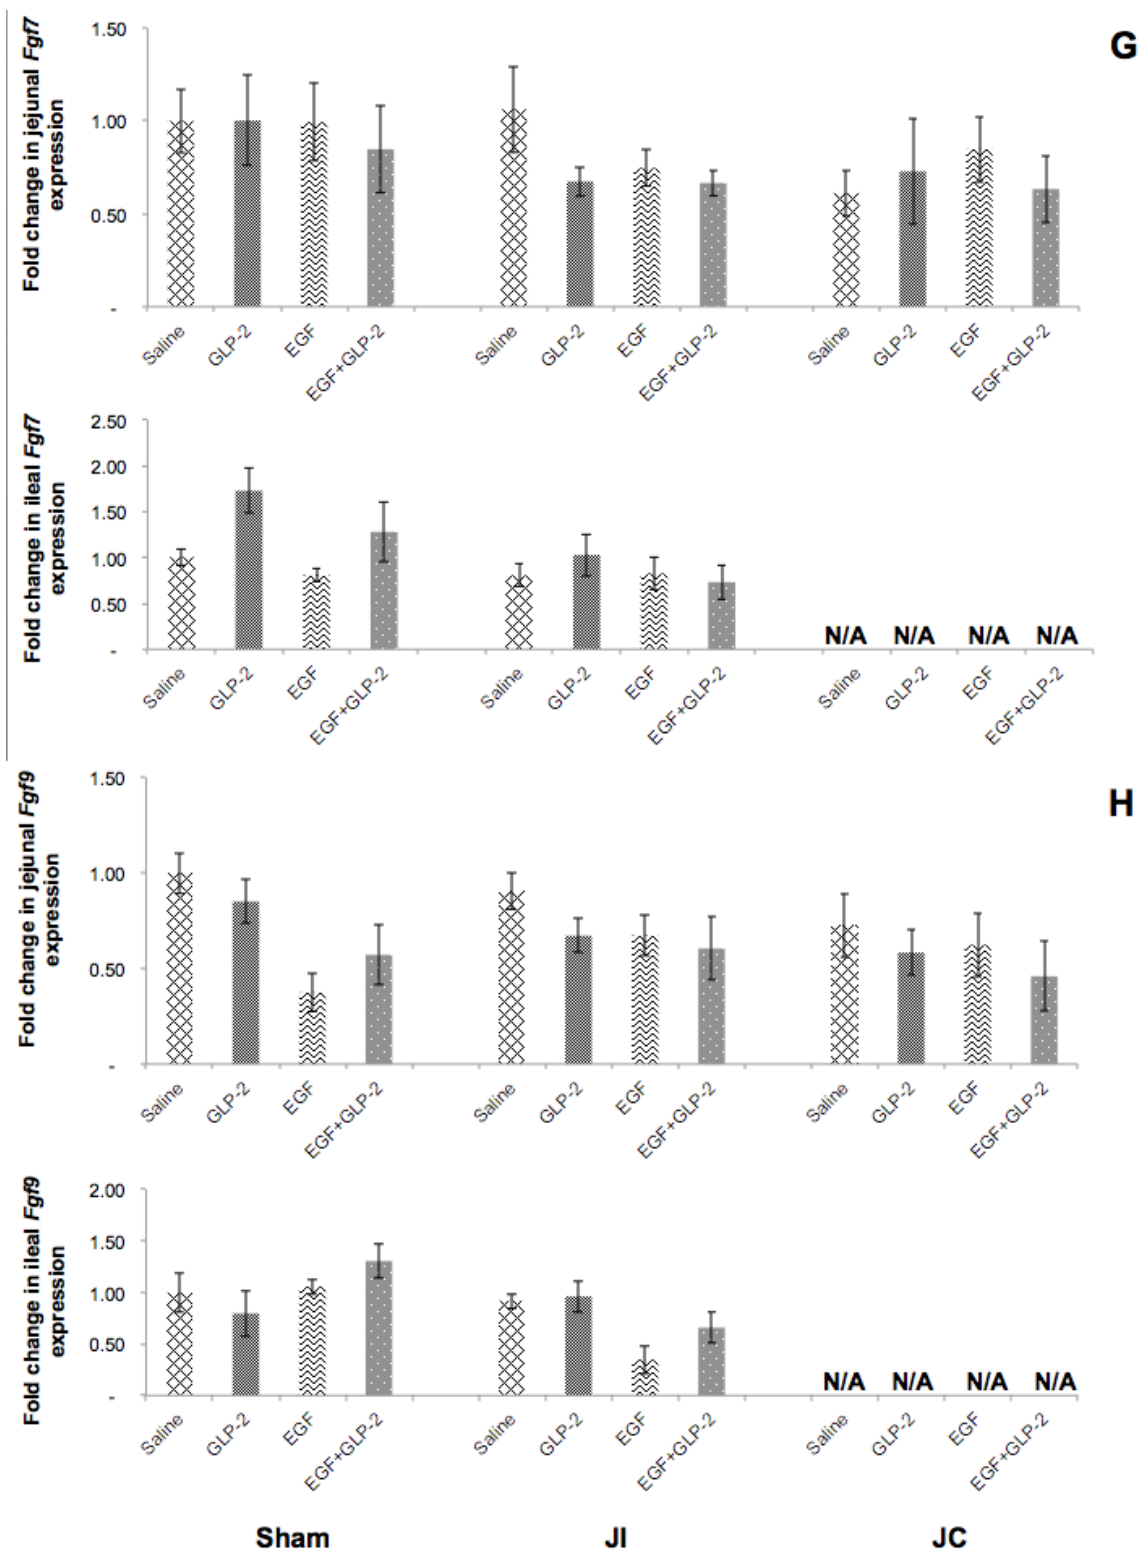 G
Fold change in jejunal Fgf7
expression
1.50
1.00
0.50
-
Saline GLP-2 EGF EGF+GLP-2 Saline GLP-2 EGF EGF+GLP-2 Saline GLP-2 EGF EGF+GLP-2
Fold change in ileal Fgf7
expression
2.50
2.00
1.50
1.00
0.50
-
N/A N/A N/A N/A
Saline GLP-2 EGF EGF+GLP-2 Saline GLP-2 EGF EGF+GLP-2 Saline GLP-2 EGF EGF+GLP-2
H
Fold change in jejunal Fgf9
expression
1.50
1.00
0.50
-
Saline GLP-2 EGF EGF+GLP-2 Saline GLP-2 EGF EGF+GLP-2 Saline GLP-2 EGF EGF+GLP-2
Fold change in ileal Fgf9
expression
2.00
1.50
1.00
0.50
-
N/A N/A N/A N/A
Saline GLP-2 EGF EGF+GLP-2 Saline GLP-2 EGF EGF+GLP-2 Saline GLP-2 EGF EGF+GLP-2
Sham JI JC